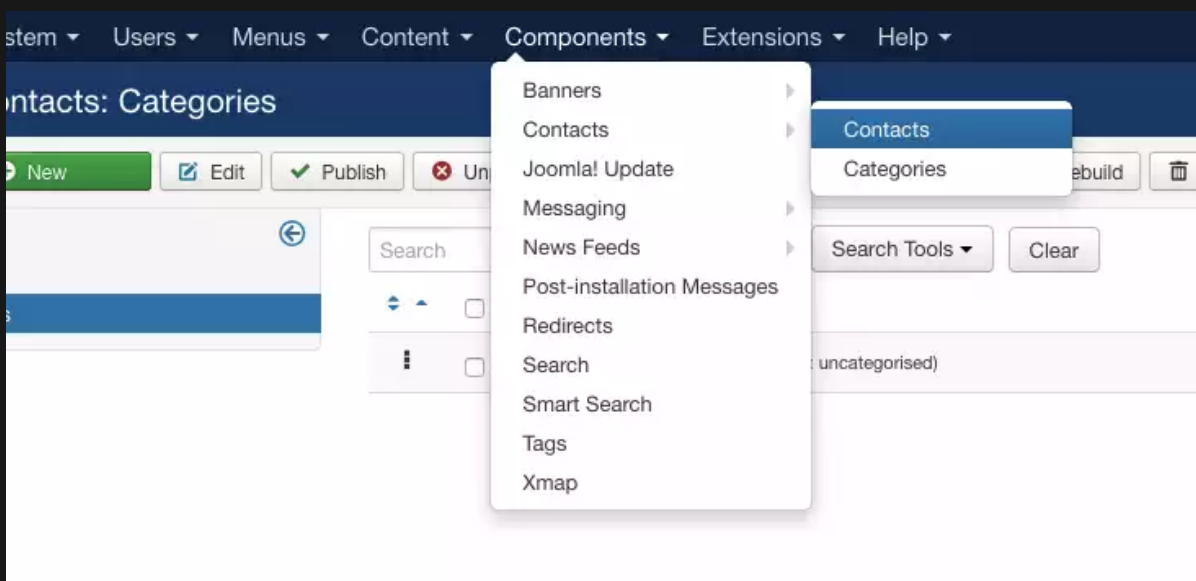 stem Users Menus Content Components Extensions Help
ontacts: Categories
Banners
Contacts
Contacts
Categories
New Edit Publish Un
Joomla! Update
ebuild
Messaging
News Feeds
Search
Search Tools Clear
Post-installation Messages
s
Redirects
Search
: uncategorised)
Smart Search
Tags
Xmap